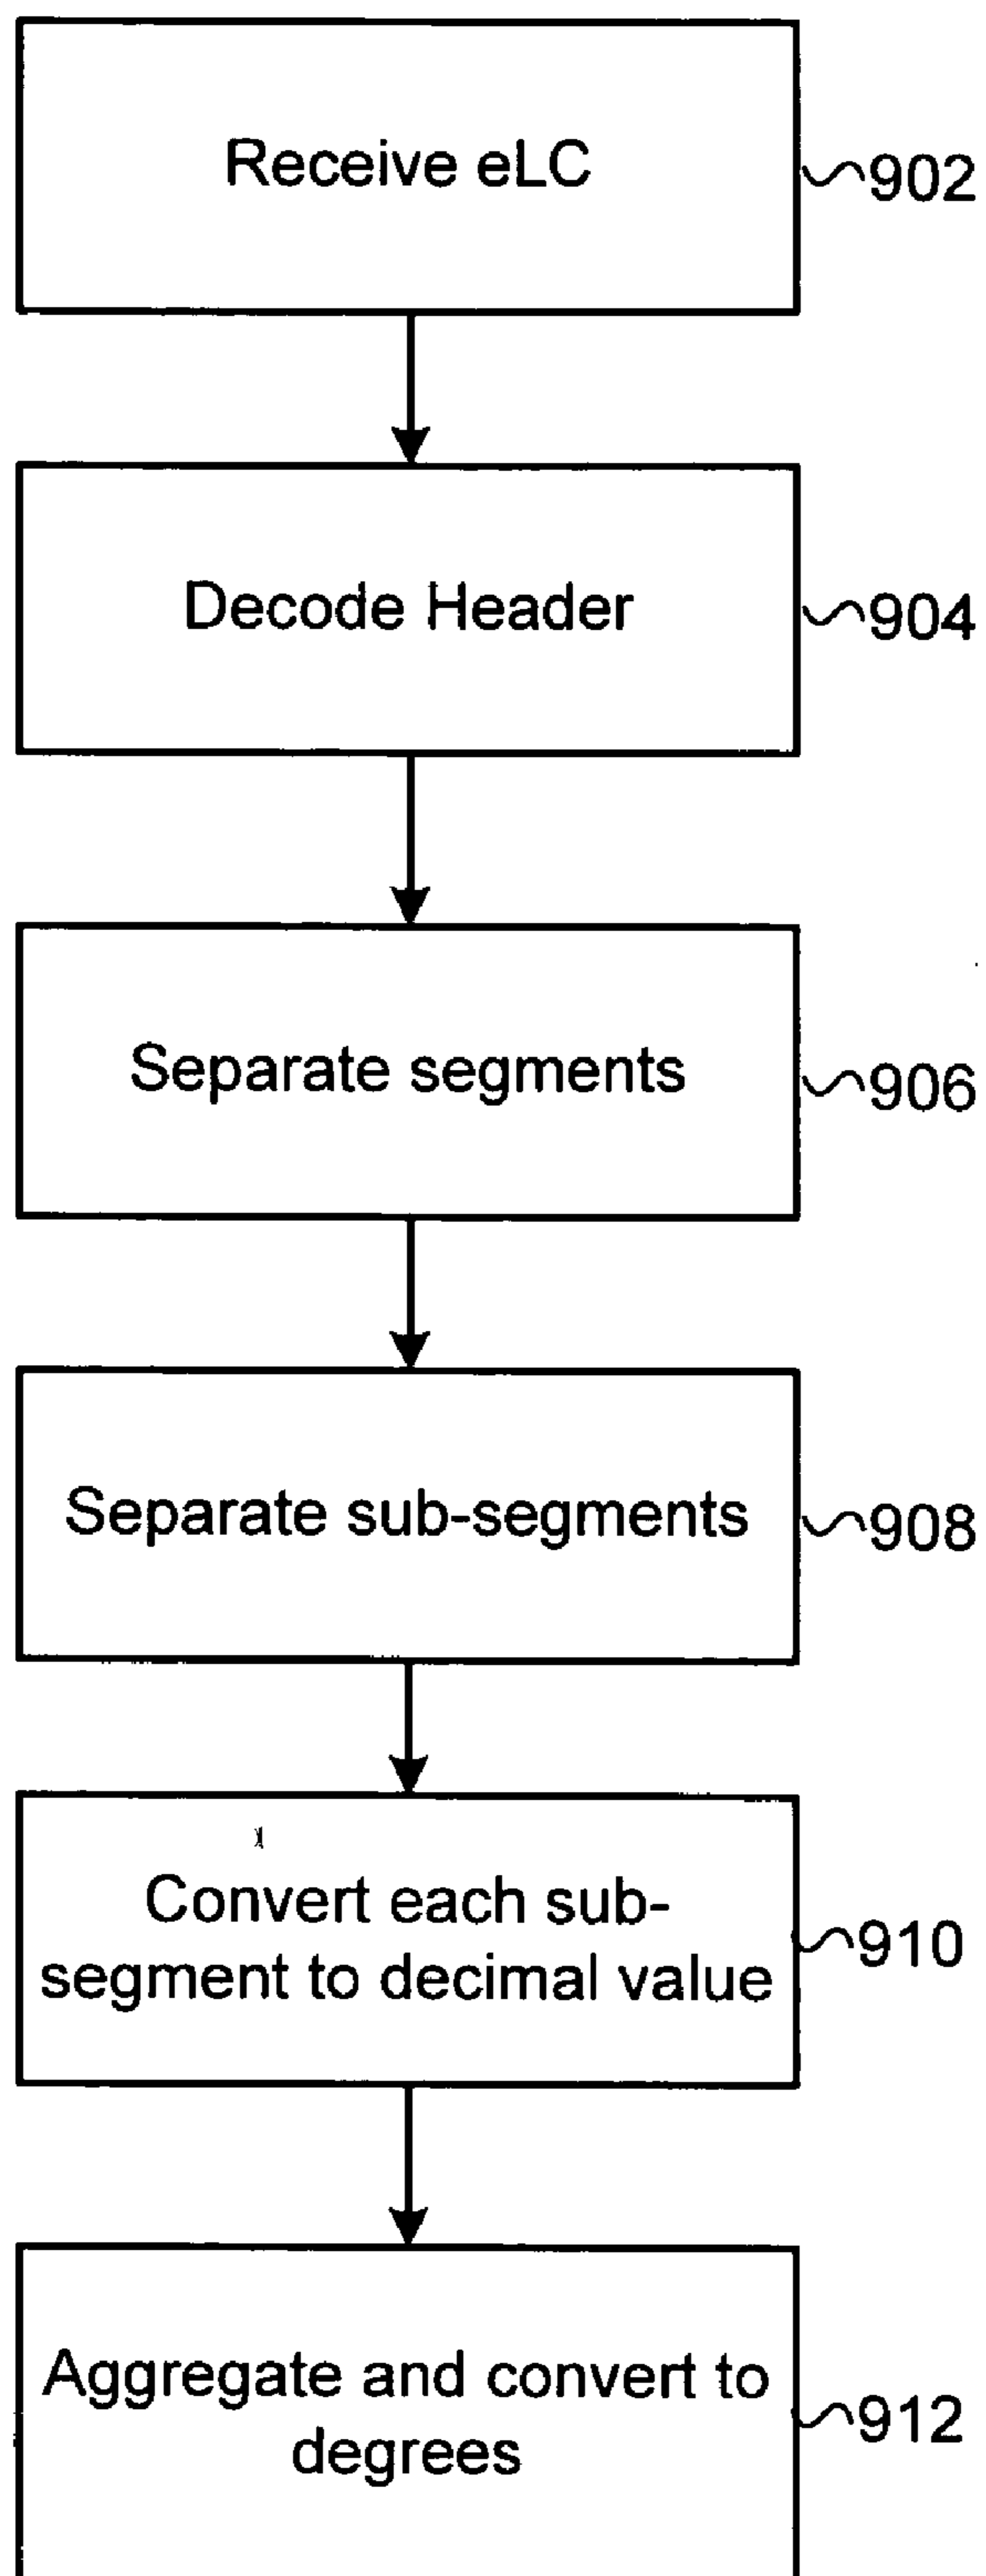 Receive eLC
902
Decode Header
904
Separate segments
906
Separate sub-segments
908
Convert each sub-
segment to decimal value
910
Aggregate and convert to
degrees
912